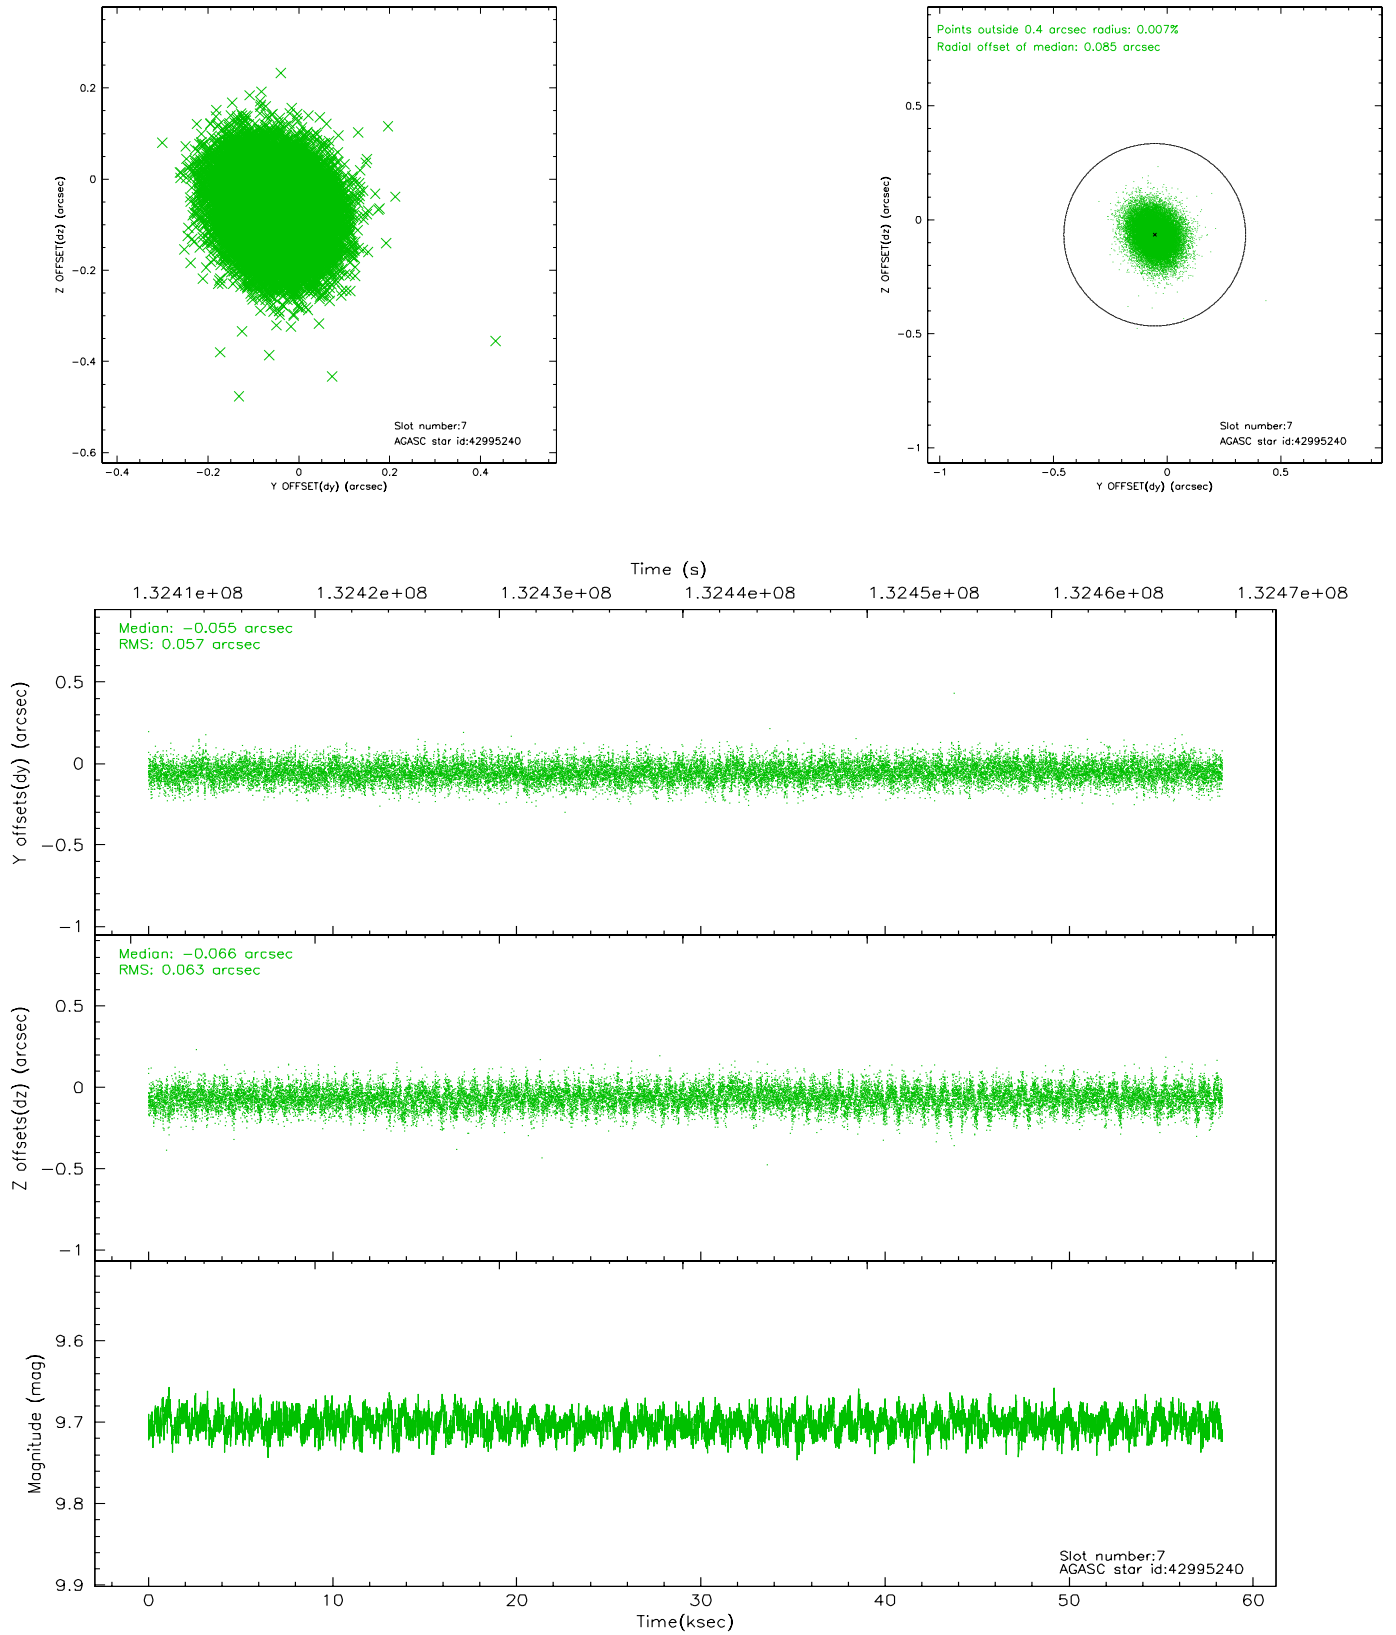 0.2
0
−0.2
−0.4
−0.6
Z OFFSET(dz) (arcsec)
Slot number:7
AGASC star id:42995240
−0.4
−0.2
0
0.2
0.4
Y OFFSET(dy) (arcsec)
Points outside 0.4 arcsec radius: 0.007%
Radial offset of median: 0.085 arcsec
0.5
0
−0.5
−1
Z OFFSET(dz) (arcsec)
Slot number:7
AGASC star id:42995240
−1
−0.5
0
0.5
Y OFFSET(dy) (arcsec)
Time (s)
1.3241e+08
1.3242e+08
1.3243e+08
1.3244e+08
1.3245e+08
1.3246e+08
1.3247e+08
Median: −0.055 arcsec
RMS: 0.057 arcsec
0.5
0
−0.5
−1
Y offsets(dy) (arcsec)
Median: −0.066 arcsec
RMS: 0.063 arcsec
0.5
0
−0.5
−1
Z offsets(dz) (arcsec)
9.6
9.7
9.8
9.9
Magnitude (mag)
Slot number:7
AGASC star id:42995240
0
10
20
30
40
50
60
Time(ksec)